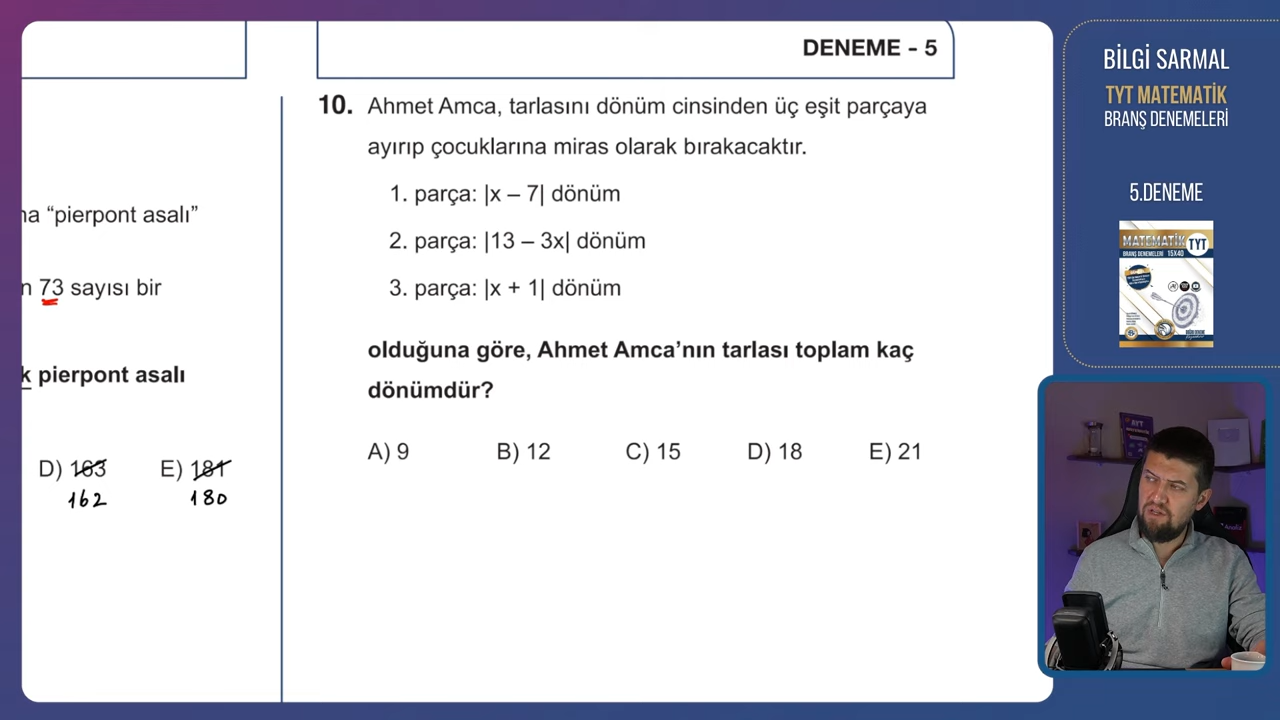 DENEME - 5
na “pierpont asalı”
n 73 sayısı bir
k pierpont asalı
D) 163
E) 181
162
180
10. Ahmet Amca, tarlasını dönüm cinsinden üç eşit parçaya
ayırıp çocuklarına miras olarak bırakacaktır.
1. parça: |x – 7| dönüm
2. parça: |13 – 3x| dönüm
3. parça: |x + 1| dönüm
olduğuna göre, Ahmet Amca’nın tarlası toplam kaç
dönümdür?
A) 9 B) 12 C) 15 D) 18 E) 21
BİLGİ SARMAL
TYT MATEMATİK
BRANŞ DENEMELERİ
5.DENEME
MATEMATİK TYT
BRANŞ DENEMELERİ 15X40